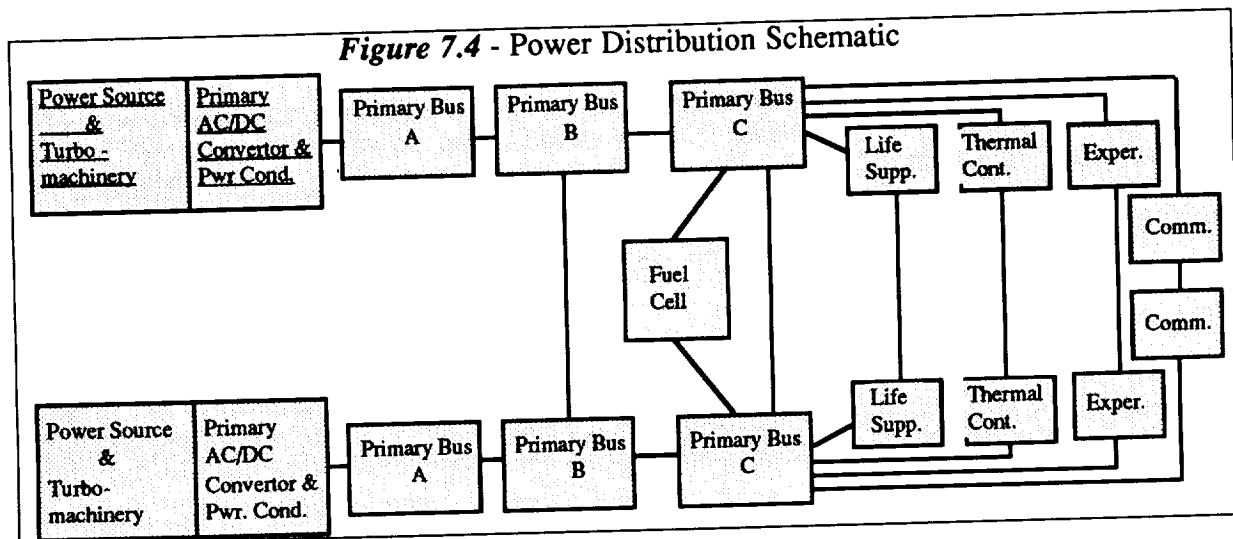 Figure 7.4 - Power Distribution Schematic
Power Source
&
Turbo -
machinery
Primary
AC/DC
Convertor &
Pwr Cond.
Primary Bus
A
Primary Bus
B
Primary Bus
C
Life
Supp.
Thermal
Cont.
Exper.
Comm.
Fuel
Cell
Comm.
Power Source
&
Turbo-
machinery
Primary
AC/DC
Convertor &
Pwr. Cond.
Primary Bus
A
Primary Bus
B
Primary Bus
C
Life
Supp.
Thermal
Cont.
Exper.